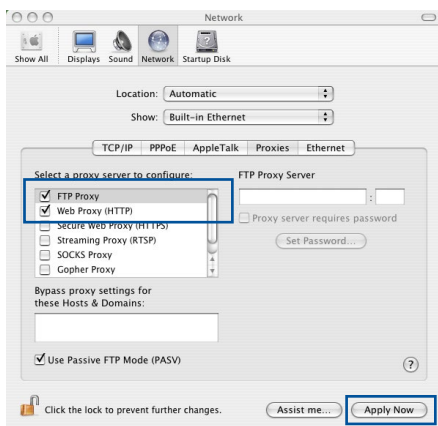 Network
Show All Displays Sound Network Startup Disk
Location: Automatic
Show: Built-in Ethernet
TCP/IP PPPoE AppleTalk Proxies Ethernet
Select a proxy server to configure: FTP Proxy Server
FTP Proxy
:
Web Proxy (HTTP)
Proxy server requires password
Secure Web Proxy (HTTPS)
Streaming Proxy (RTSP) Set Password...
SOCKS Proxy
Gopher Proxy
Bypass proxy settings for
these Hosts & Domains:
Use Passive FTP Mode (PASV) ?
Click the lock to prevent further changes. Assist me... Apply Now